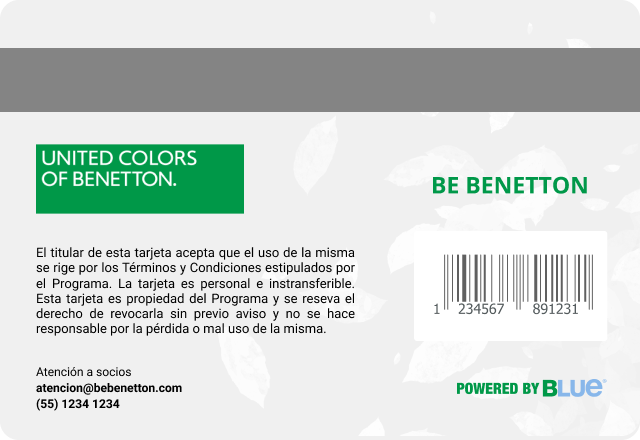 UNITED COLORS
OF BENETTON.
BE BENETTON
El titular de esta tarjeta acepta que el uso de la misma
se rige por los Términos y Condiciones estipulados por
el Programa. La tarjeta es personal e instransferible.
Esta tarjeta es propiedad del Programa y se reseva el
derecho de revocarla sin previo aviso y no se hace
responsable por la pérdida o mal uso de la misma.
1 234567 891231
Atención a socios
atencion@bebenetton.com
(55) 1234 1234
POWERED BY BLUe®